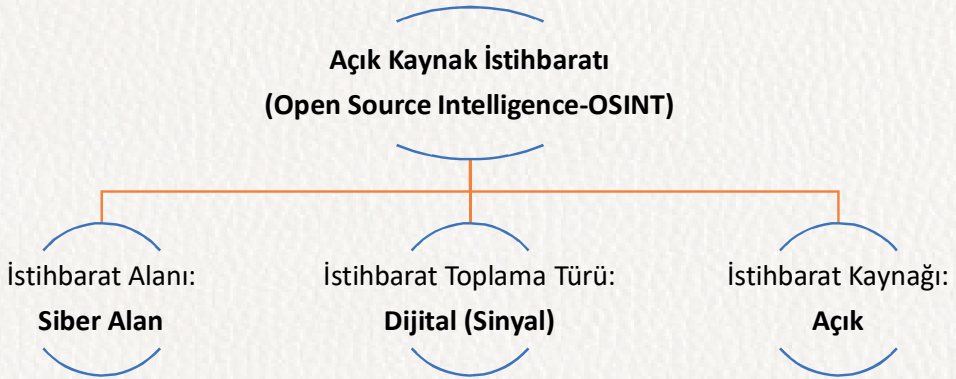 Açık Kaynak İstihbaratı
(Open Source Intelligence-OSINT)
İstihbarat Alanı:
Siber Alan
İstihbarat Toplama Türü:
Dijital (Sinyal)
İstihbarat Kaynağı:
Açık